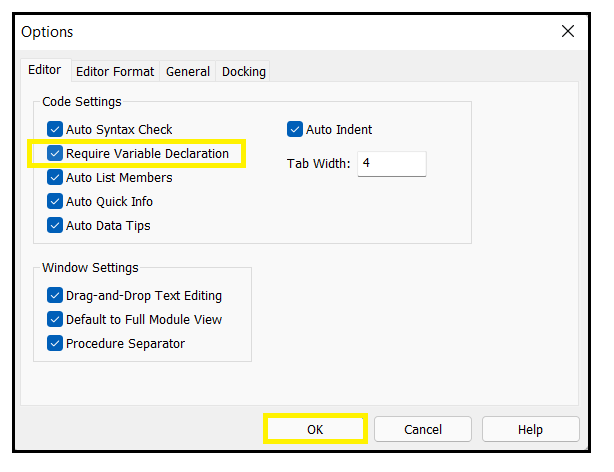 Options
Editor Editor Format General Docking
Code Settings
Auto Syntax Check
Require Variable Declaration
Auto List Members
Auto Quick Info
Auto Data Tips
Auto Indent
Tab Width: 4
Window Settings
Drag-and-Drop Text Editing
Default to Full Module View
Procedure Separator
OK Cancel Help